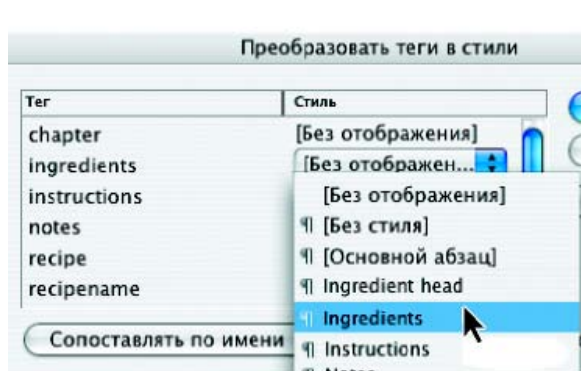 Преобразовать теги в стили
Тег Стиль
chapter [Без отображения]
ingredients [Без отображен...
instructions [Без отображения]
notes ¶ [Без стиля]
recipe ¶ [Основной абзац]
recipename ¶ Ingredient head
¶ Ingredients
Сопоставлять по имени ¶ Instructions
¶ Notes